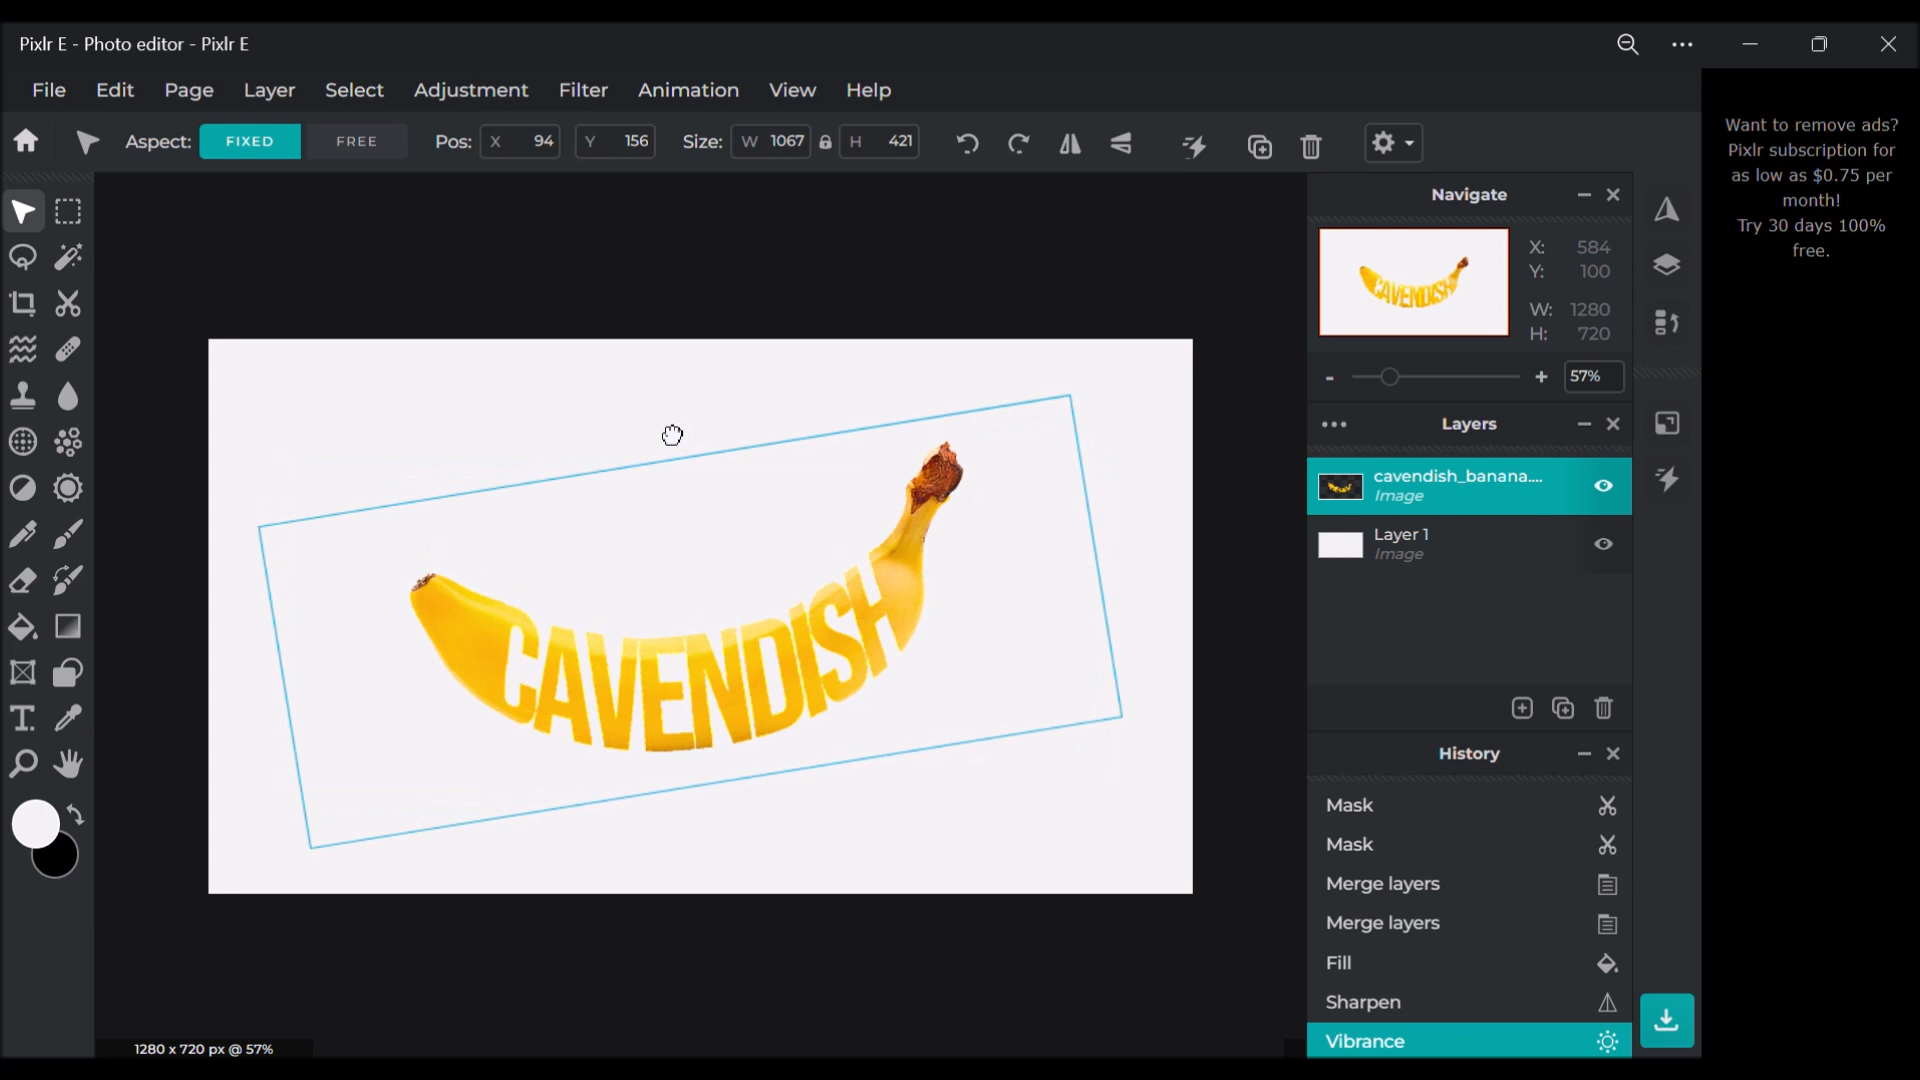 Pixlr E - Photo editor - Pixlr E
File Edit Page Layer Select Adjustment Filter Animation View Help
Aspect: FIXED FREE Pos: X 94 Y 156 Size: W 1067 H 421
Want to remove ads?
Pixlr subscription for
as low as $0.75 per
month!
Try 30 days 100%
free.
Navigate
CAVENDISH
X: 584
Y: 100
W: 1280
H: 720
- + 57%
Layers
cavendish_banana....
Image
Layer 1
Image
CAVENDISH
History
Mask
Mask
Merge layers
Merge layers
Fill
Sharpen
Vibrance
1280 x 720 px @ 57%